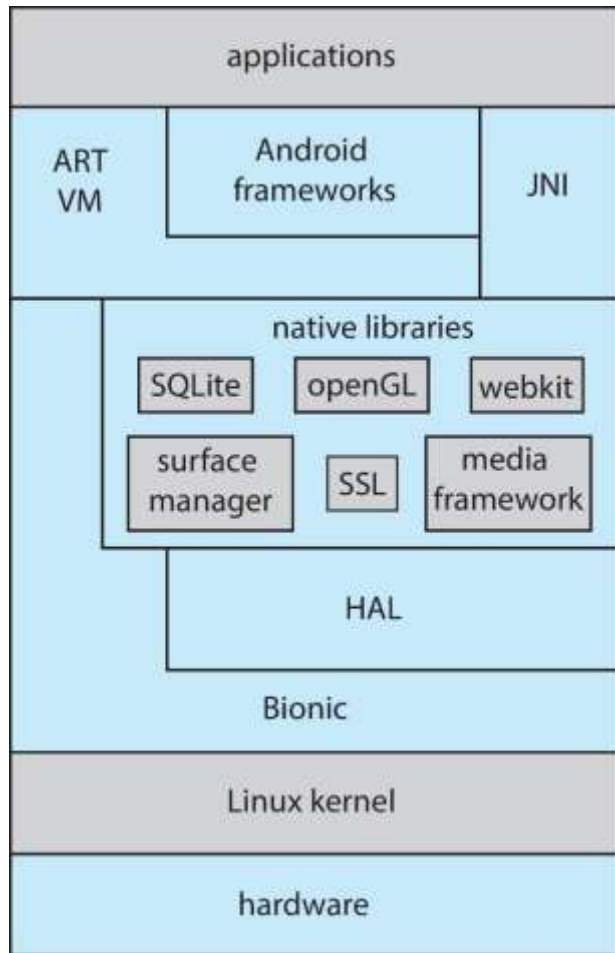 applications
ART
VM
Android
frameworks
JNI
native libraries
SQLite
openGL
webkit
surface
manager
SSL
media
framework
HAL
Bionic
Linux kernel
hardware